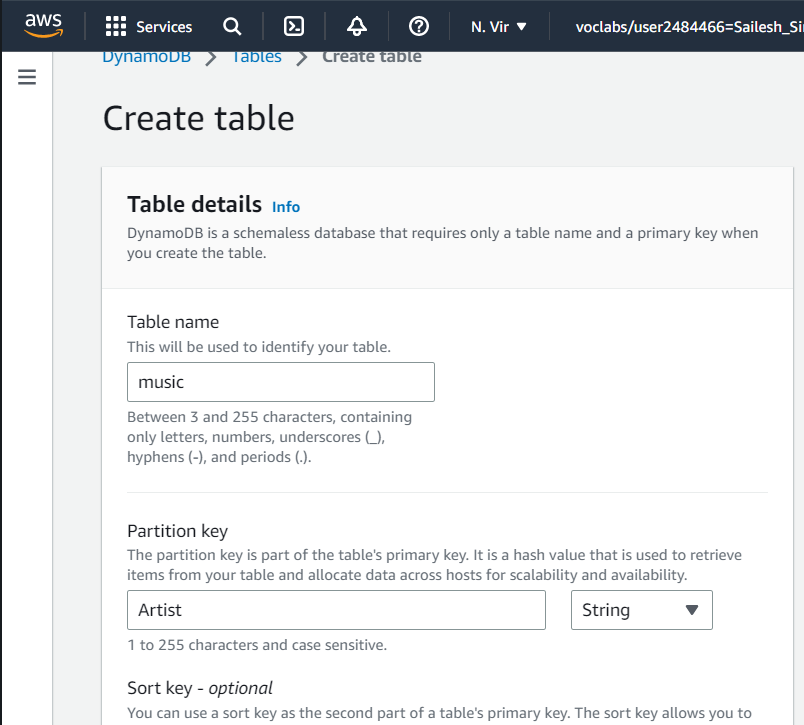 aws Services N. Vir voclabs/user2484466=Sailesh_Si
DynamoDB Tables Create table
Create table
Table details Info
DynamoDB is a schemaless database that requires only a table name and a primary key when
you create the table.
Table name
This will be used to identify your table.
music
Between 3 and 255 characters, containing
only letters, numbers, underscores (_),
hyphens (-), and periods (.).
Partition key
The partition key is part of the table's primary key. It is a hash value that is used to retrieve
items from your table and allocate data across hosts for scalability and availability.
Artist String
1 to 255 characters and case sensitive.
Sort key - optional
You can use a sort key as the second part of a table's primary key. The sort key allows you to